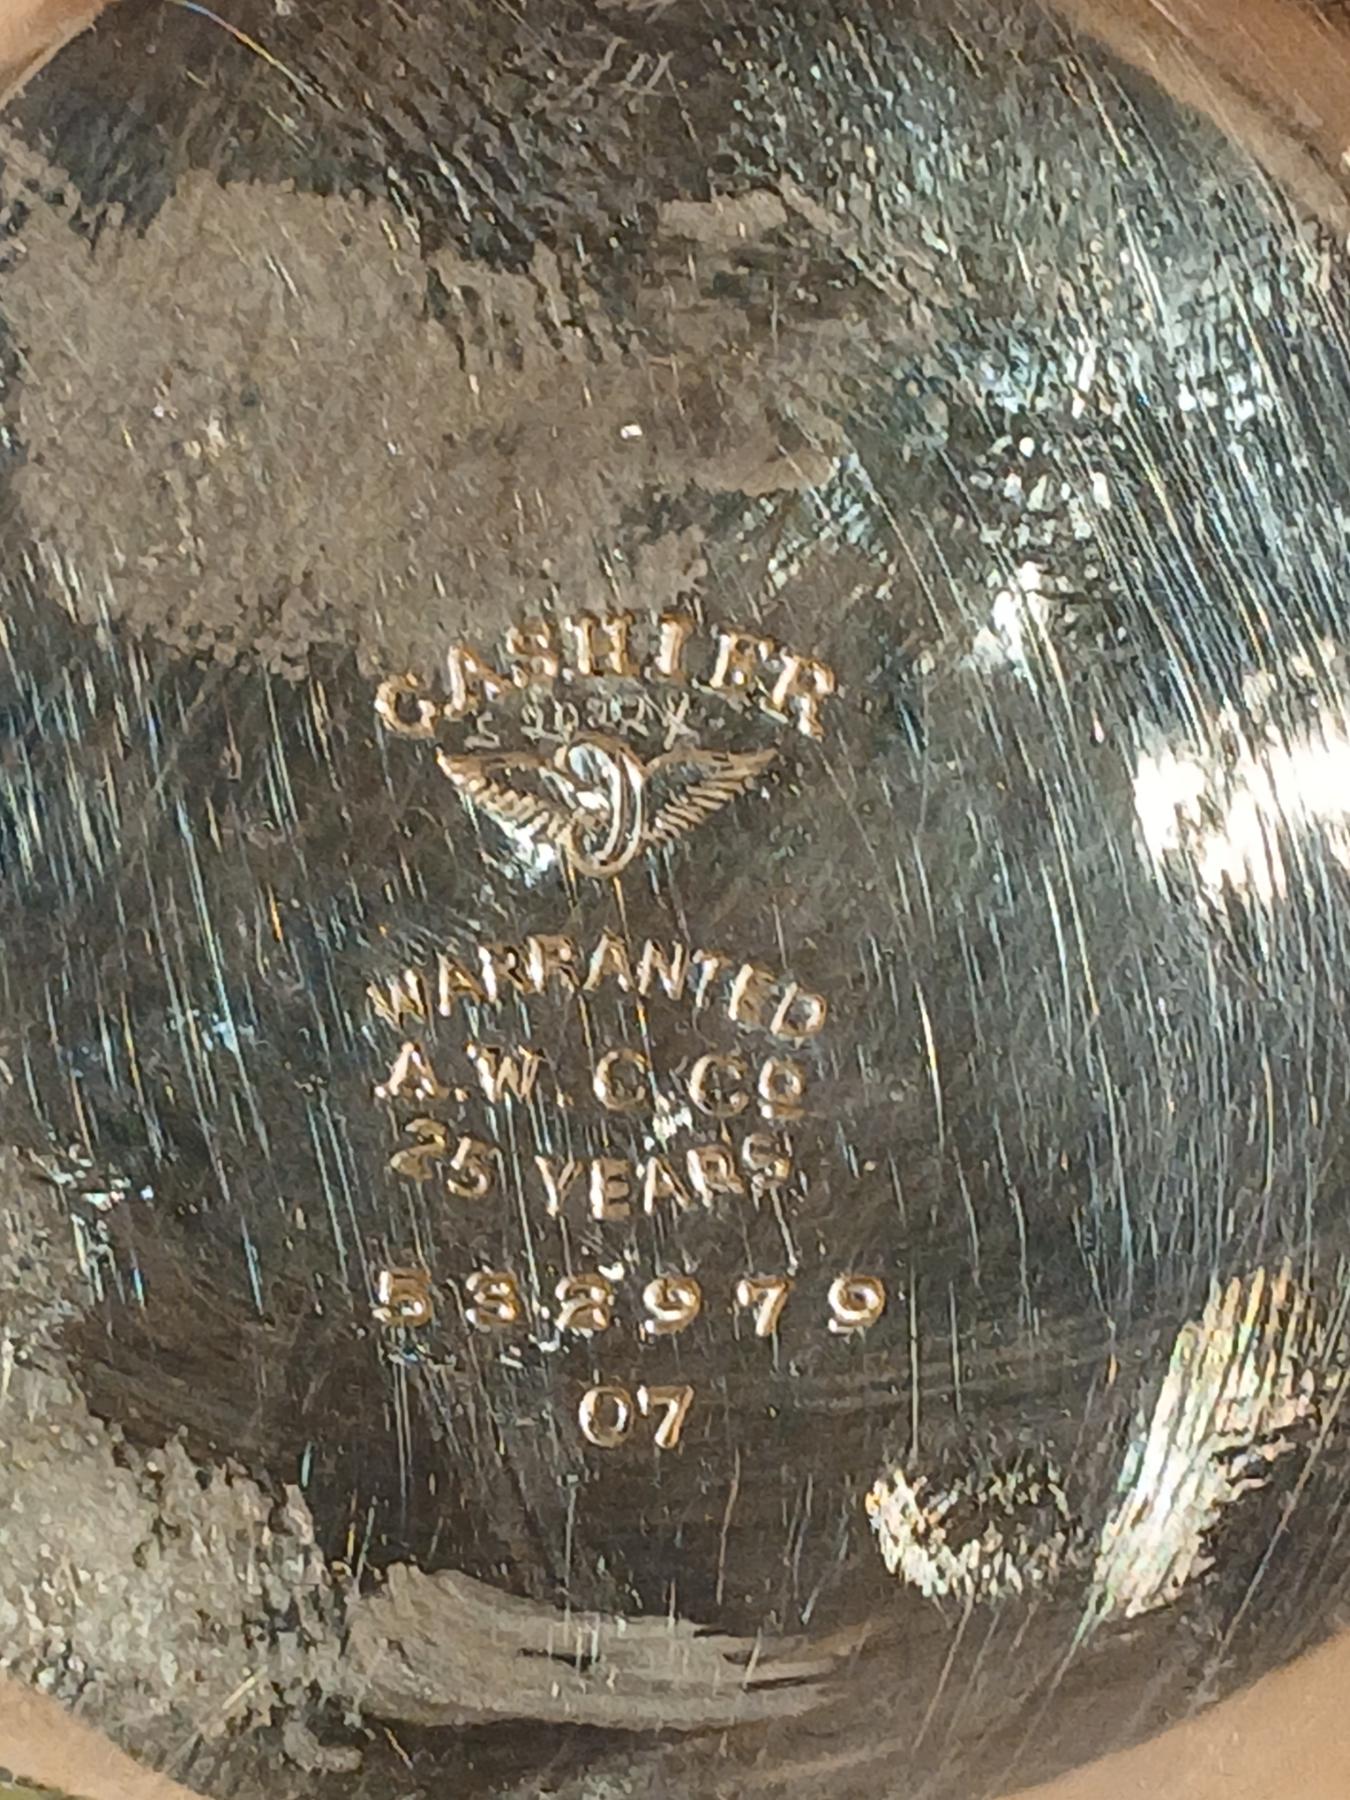 CASHIER
WARRANTED
A.W.C.Co
25 YEARS
532979
07